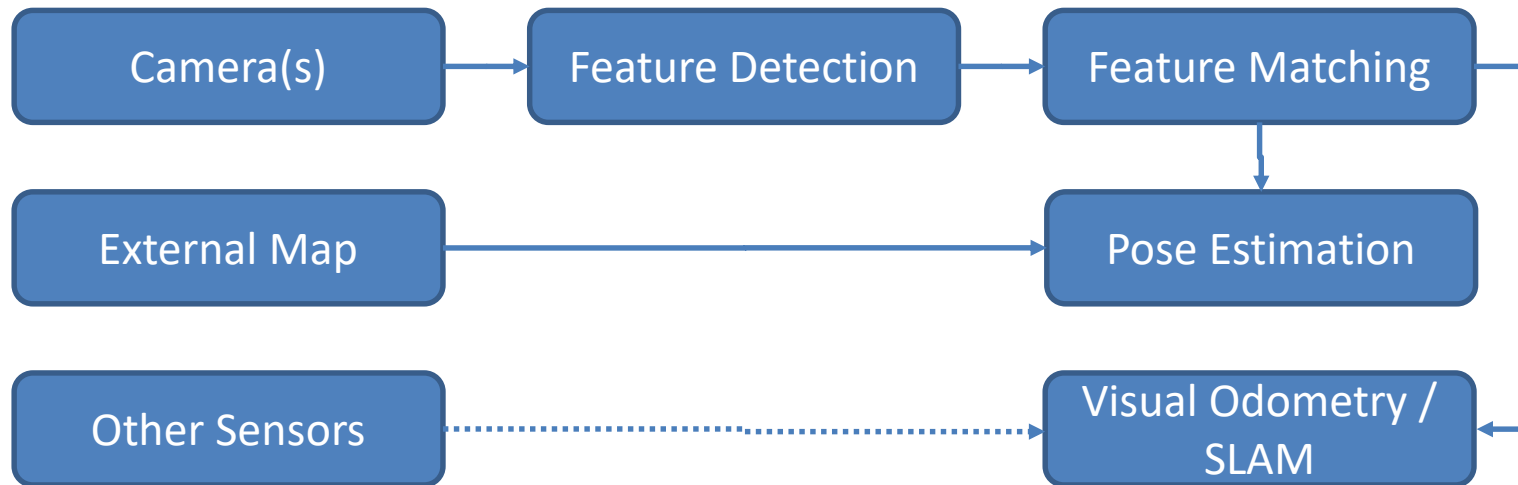 Camera(s)
Feature Detection
Feature Matching
External Map
Pose Estimation
Other Sensors
Visual Odometry /
SLAM